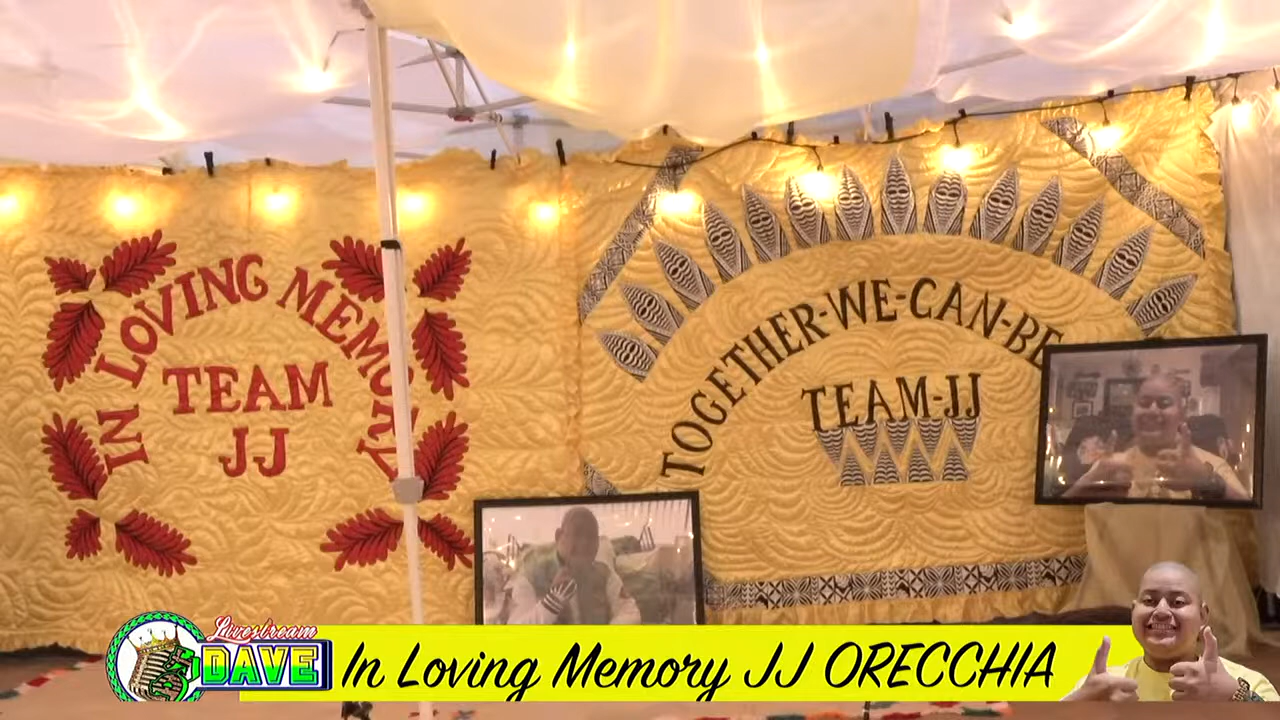 IN LOVING MEMORY
TEAM
JJ
TOGETHER-WE-CAN-BE
TEAM-JJ
Livestream
DAVE
In Loving Memory JJ ORECCHIA